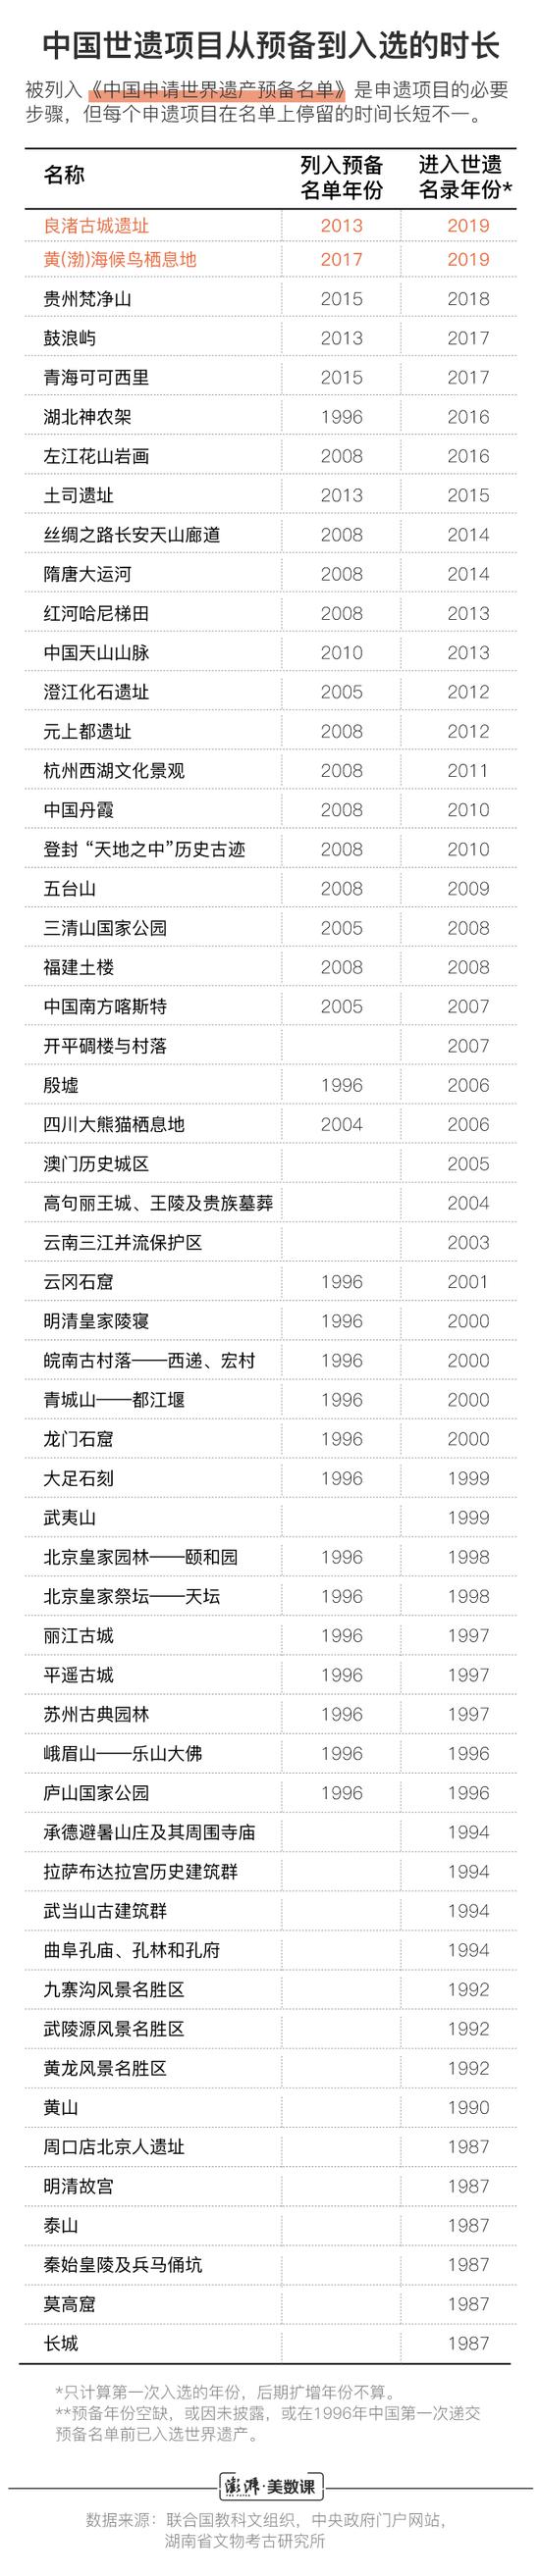 中国世遗项目从预备到入选的时长
被列入《中国申请世界遗产预备名单》是申遗项目的必要
步骤，但每个申遗项目在名单上停留的时间长短不一。
名称 列入预备名单年份 进入世遗名录年份*
良渚古城遗址 2013 2019
黄(渤)海候鸟栖息地 2017 2019
贵州梵净山 2015 2018
鼓浪屿 2013 2017
青海可可西里 2015 2017
湖北神农架 1996 2016
左江花山岩画 2008 2016
土司遗址 2013 2015
丝绸之路长安天山廊道 2008 2014
隋唐大运河 2008 2014
红河哈尼梯田 2008 2013
中国天山山脉 2010 2013
澄江化石遗址 2005 2012
元上都遗址 2008 2012
杭州西湖文化景观 2008 2011
中国丹霞 2008 2010
登封“天地之中”历史古迹 2008 2010
五台山 2008 2009
三清山国家公园 2005 2008
福建土楼 2008 2008
中国南方喀斯特 2005 2007
开平碉楼与村落 2007
殷墟 1996 2006
四川大熊猫栖息地 2004 2006
澳门历史城区 2005
高句丽王城、王陵及贵族墓葬 2004
云南三江并流保护区 2003
云冈石窟 1996 2001
明清皇家陵寝 1996 2000
皖南古村落——西递、宏村 1996 2000
青城山——都江堰 1996 2000
龙门石窟 1996 2000
大足石刻 1996 1999
武夷山 1999
北京皇家园林——颐和园 1996 1998
北京皇家祭坛——天坛 1996 1998
丽江古城 1996 1997
平遥古城 1996 1997
苏州古典园林 1996 1997
峨眉山——乐山大佛 1996 1996
庐山国家公园 1996 1996
承德避暑山庄及其周围寺庙 1994
拉萨布达拉宫历史建筑群 1994
武当山古建筑群 1994
曲阜孔庙、孔林和孔府 1994
九寨沟风景名胜区 1992
武陵源风景名胜区 1992
黄龙风景名胜区 1992
黄山 1990
周口店北京人遗址 1987
明清故宫 1987
泰山 1987
秦始皇陵及兵马俑坑 1987
莫高窟 1987
长城 1987
*只计算第一次入选的年份，后期扩增年份不算。
**预备年份空缺，或因未披露，或在1996年中国第一次递交
预备名单前已入选世界遗产。
澎湃·美数课
数据来源：联合国教科文组织，中央政府门户网站，
湖南省文物考古研究所